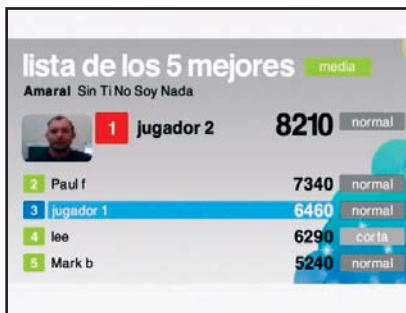 lista de los 5 mejores media
Amaral Sin Ti No Soy Nada
1 jugador 2 8210 normal
2 Paul f 7340 normal
3 jugador 1 6460 normal
4 lee 6290 corta
5 Mark b 5240 normal